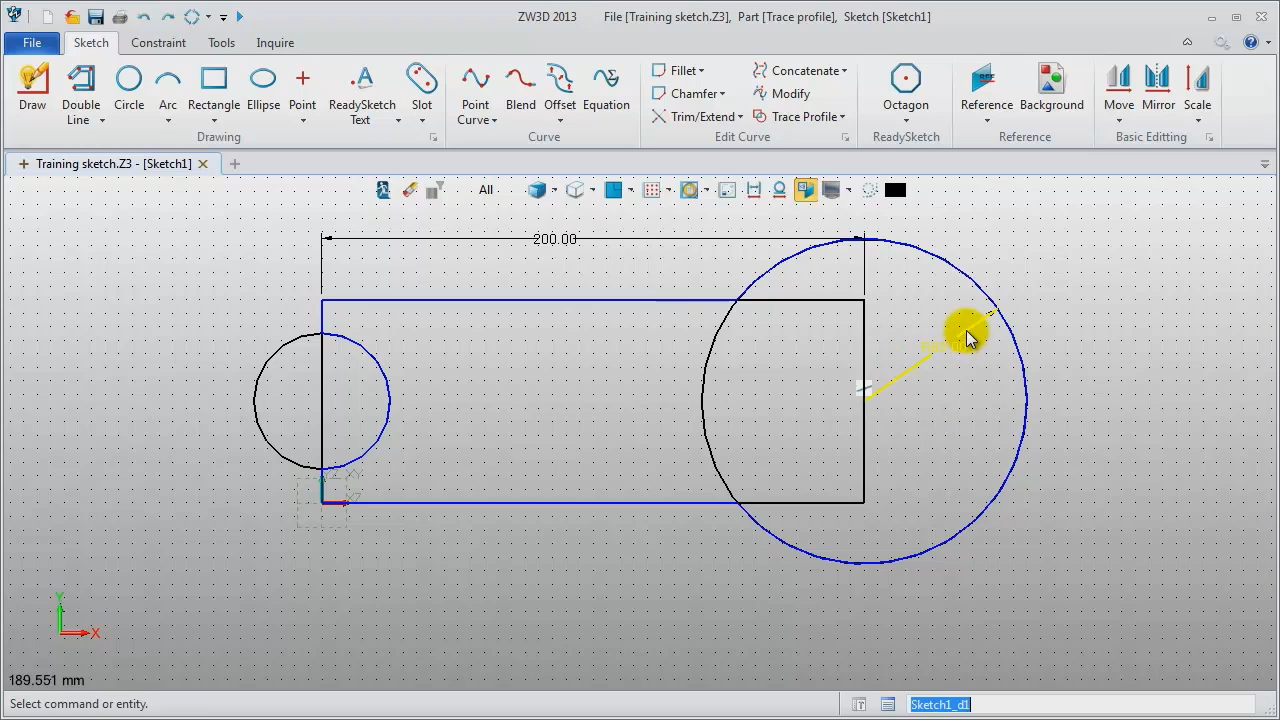 ZW3D 2013 File [Training sketch.Z3], Part [Trace profile], Sketch [Sketch1]
File Sketch Constraint Tools Inquire
Draw
Double Line
Circle
Arc
Rectangle
Ellipse
Point
ReadySketch Text
Slot
Point Curve
Blend
Offset
Equation
Fillet
Chamfer
Trim/Extend
Concatenate
Modify
Trace Profile
Octagon
Reference
Background
Move
Mirror
Scale
Drawing Curve Edit Curve ReadySketch Reference Basic Editing
Training sketch.Z3 - [Sketch1]
All
200.00
Y
X
189.551 mm
Select command or entity.
Sketch1_d1